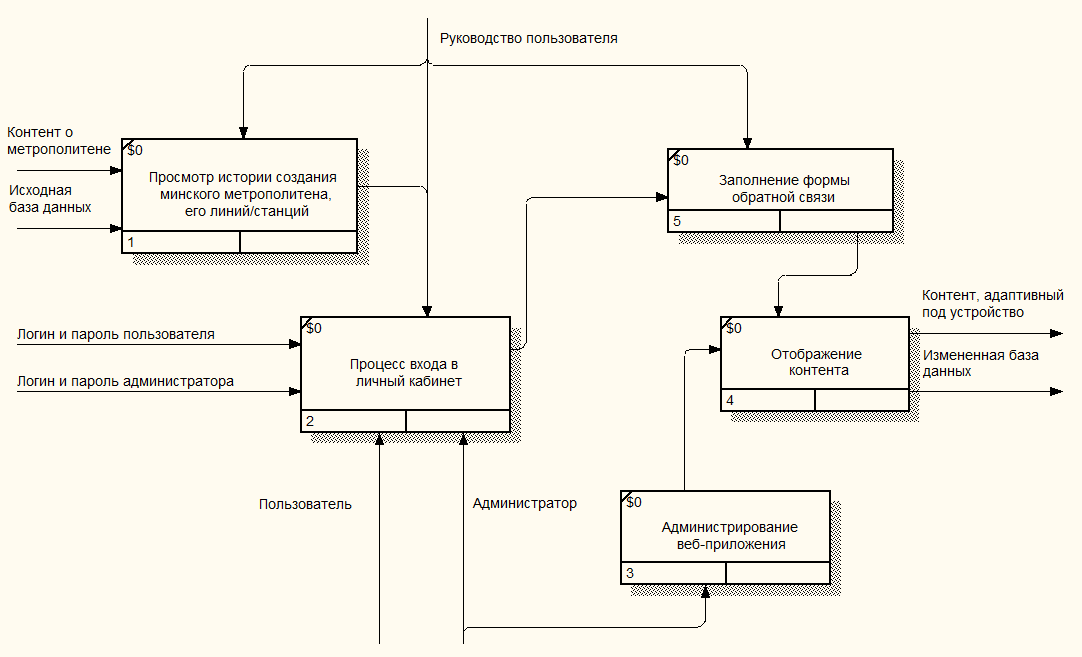 Руководство пользователя
Контент о
метрополитене
Исходная
база данных
$0
Просмотр истории создания
минского метрополитена,
его линий/станций
1
$0
Заполнение формы
обратной связи
5
Логин и пароль пользователя
Логин и пароль администратора
$0
Процесс входа в
личный кабинет
2
$0
Отображение
контента
4
Контент, адаптивный
под устройство
Измененная база
данных
Пользователь
Администратор
$0
Администрирование
веб-приложения
3